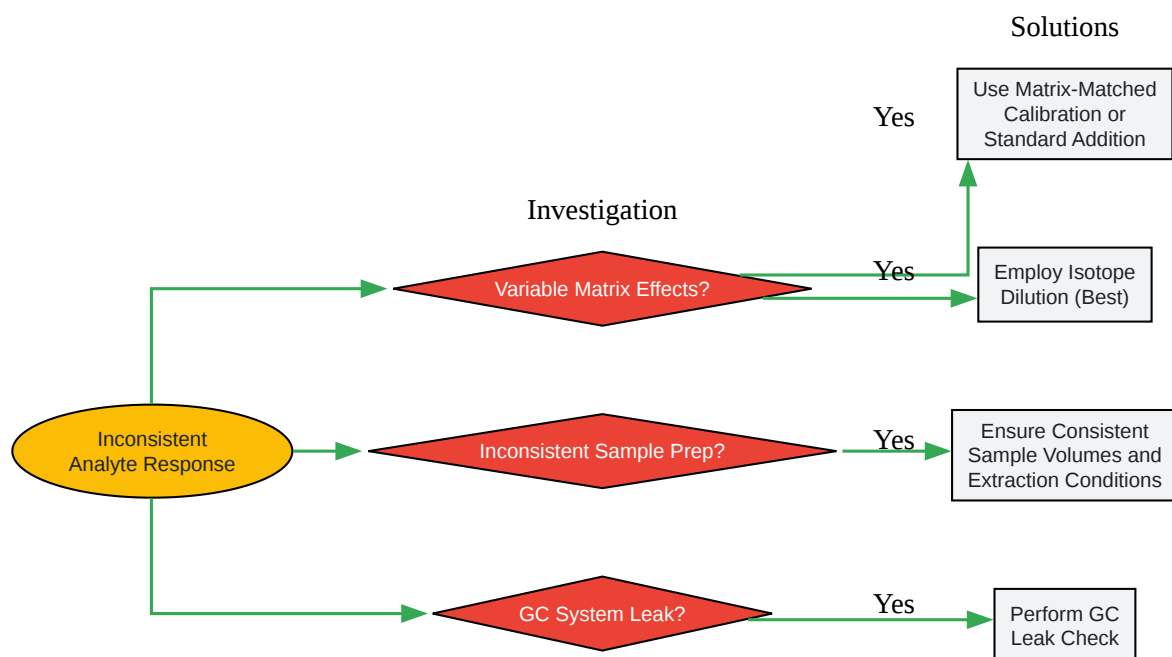 Solutions
Use Matrix-Matched
Calibration or
Standard Addition
Yes
Investigation
Variable Matrix Effects?
Yes
Employ Isotope
Dilution (Best)
Inconsistent
Analyte Response
Inconsistent Sample Prep?
Yes
Ensure Consistent
Sample Volumes and
Extraction Conditions
GC System Leak?
Yes
Perform GC
Leak Check